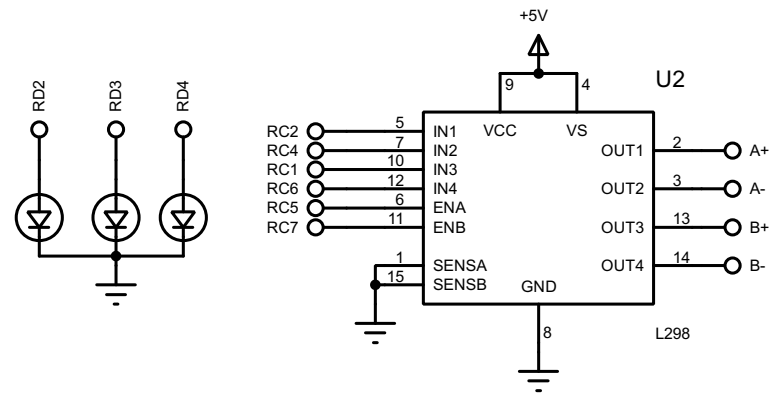 +5V
RD2
RD3
RD4
9
4
U2
VCC
VS
RC2
5
IN1
RC4
7
IN2
OUT1
2
A+
RC1
10
IN3
RC6
12
IN4
OUT2
3
A-
RC5
6
ENA
RC7
11
ENB
OUT3
13
B+
1
SENSA
OUT4
14
B-
15
SENSB
GND
8
L298